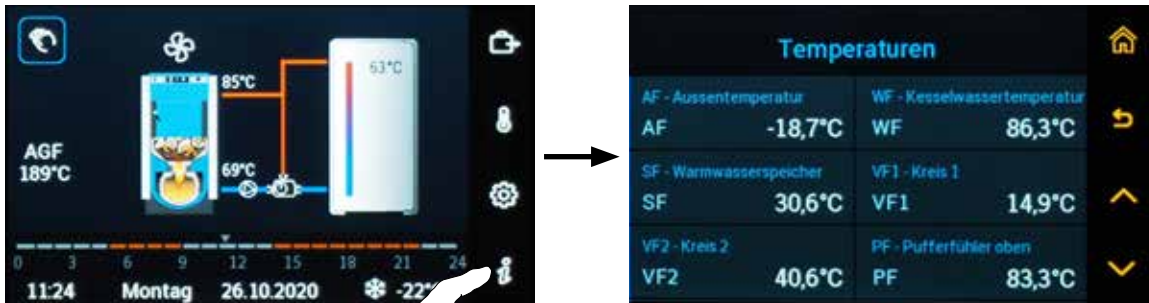 63°C
85°C
AGF
189°C
69°C
0 3 6 9 12 15 18 21 24
11:24 Montag 26.10.2020 -22°
Temperaturen
AF - Aussentemperatur WF - Kesselwassertemperatur
AF -18,7°C WF 86,3°C
SF - Warmwasserspeicher VF1 - Kreis 1
SF 30,6°C VF1 14,9°C
VF2 - Kreis 2 PF - Pufferfühler oben
VF2 40,6°C PF 83,3°C